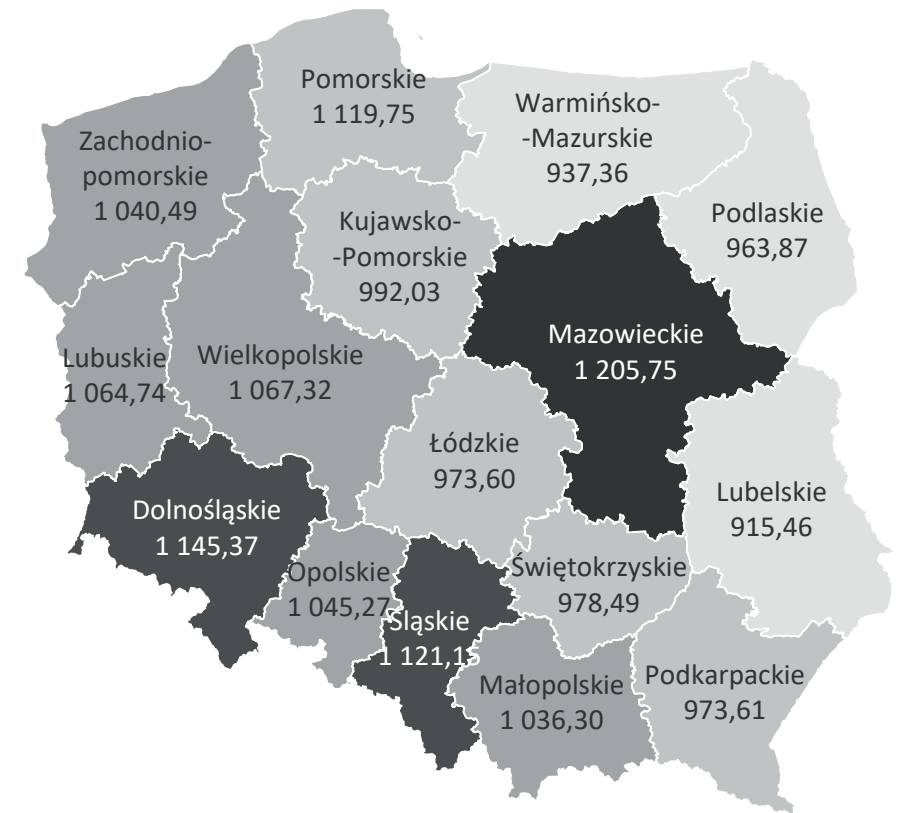 Pomorskie
1 119,75
Warmińsko-
-Mazurskie
937,36
Zachodnio-
pomorskie
1 040,49
Podlaskie
963,87
Kujawsko-
-Pomorskie
992,03
Mazowieckie
1 205,75
Lubuskie
1 064,74
Wielkopolskie
1 067,32
Łódzkie
973,60
Lubelskie
915,46
Dolnośląskie
1 145,37
Opolskie
1 045,27
Świętokrzyskie
978,49
Śląskie
1 121,1
Małopolskie
1 036,30
Podkarpackie
973,61